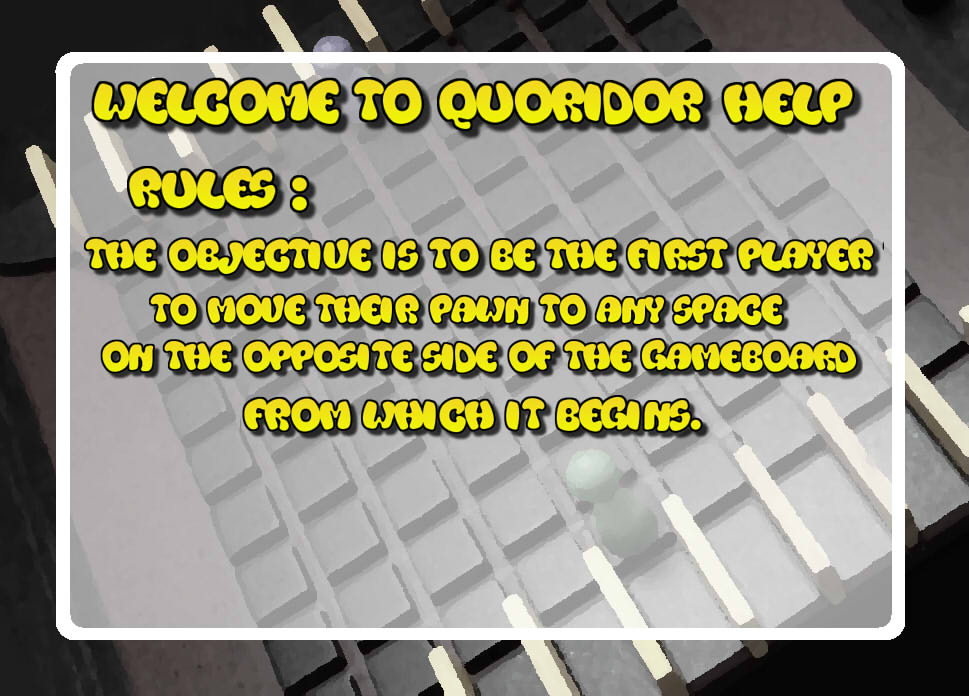 WELCOME TO QUORIDOR HELP
RULES :
THE OBJECTIVE IS TO BE THE FIRST PLAYER
TO MOVE THEIR PAWN TO ANY SPACE
ON THE OPPOSITE SIDE OF THE GAMEBOARD
FROM WHICH IT BEGINS.